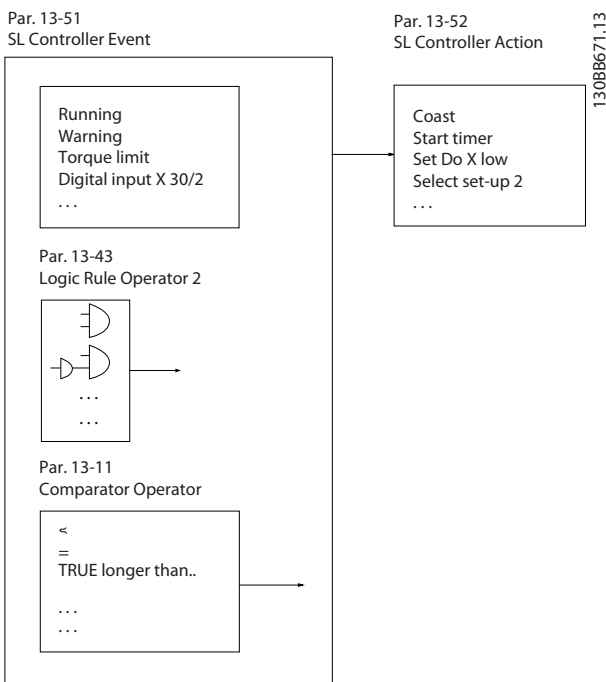 Par. 13-51
SL Controller Event
Par. 13-52
SL Controller Action
130BB671.13
Running
Warning
Torque limit
Digital input X 30/2
. . .
Coast
Start timer
Set Do X low
Select set-up 2
. . .
Par. 13-43
Logic Rule Operator 2
. . .
. . .
Par. 13-11
Comparator Operator
<
=
TRUE longer than..
. . .
. . .